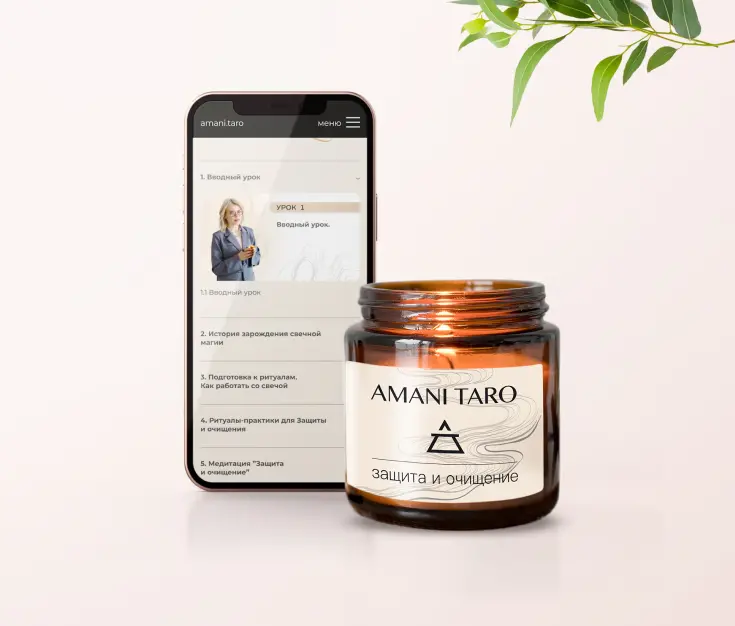 amani.taro
меню
1. Вводный урок
УРОК 1
Вводный урок.
1.1 Вводный урок
2. История зарождения свечной
магии
3. Подготовка к ритуалам.
Как работать со свечой
4. Ритуалы-практики для Защиты
и очищения
5. Медитация "Защита
и очищение"
AMANI TARO
защита и очищение